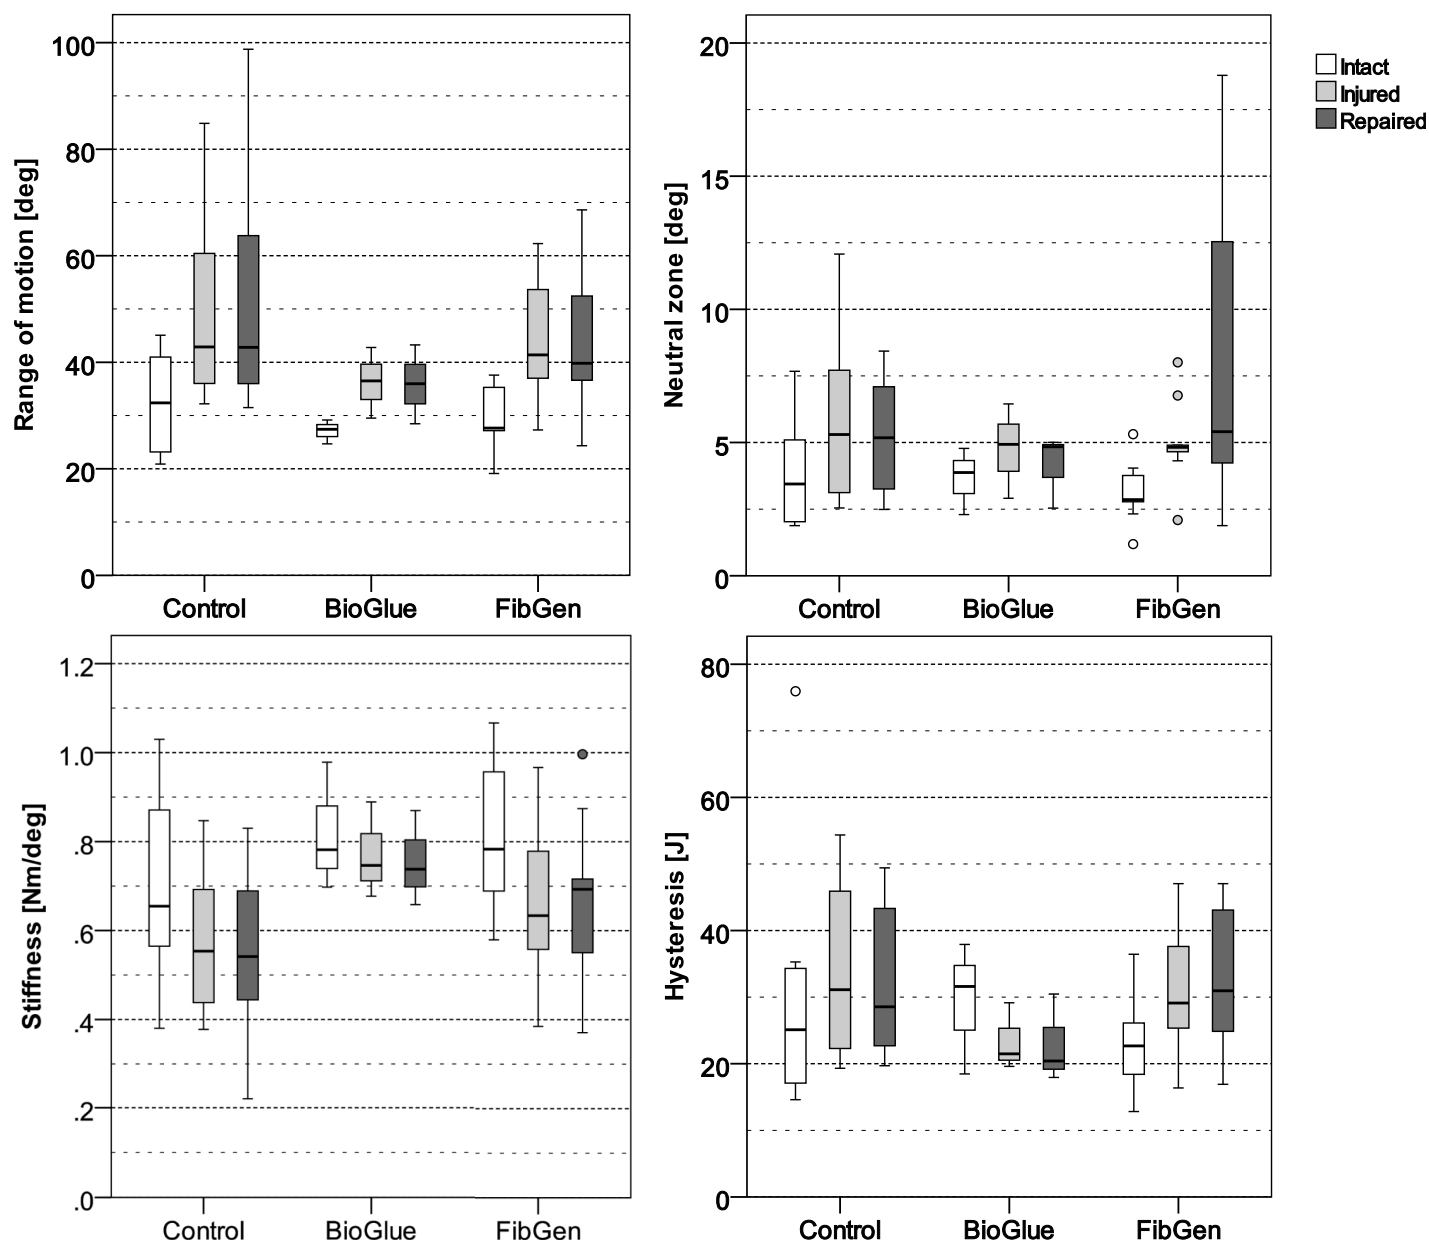 Range of motion [deg]
100
80
60
40
20
0
Control BioGlue FibGen
Neutral zone [deg]
20
15
10
5
0
Control BioGlue FibGen
Intact
Injured
Repaired
Stiffness [Nm/deg]
1.2
1.0
.8
.6
.4
.2
.0
Control BioGlue FibGen
Hysteresis [J]
80
60
40
20
0
Control BioGlue FibGen